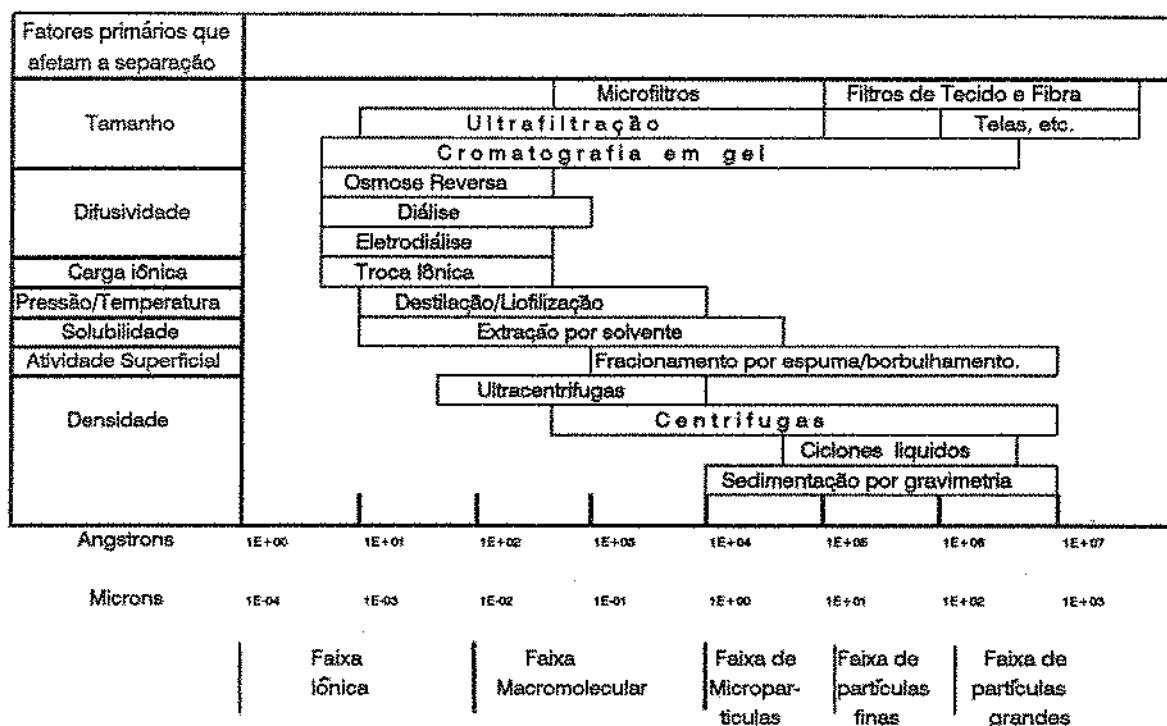 Fatores primários que
afetam a separação
Microfiltros
Filtros de Tecido e Fibra
Tamanho
Ultrafiltração
Telas, etc.
Cromatografia em gel
Osmose Reversa
Difusividade
Diálise
Eletrodiálise
Carga iônica
Troca Iônica
Pressão/Temperatura
Destilação/Liofilização
Solubilidade
Extração por solvente
Atividade Superficial
Fracionamento por espuma/borbulhamento.
Ultracentrifugas
Densidade
Centrifugas
Ciclones liquidos
Sedimentação por gravimetria
Angstrons 1E+00 1E+01 1E+02 1E+03 1E+04 1E+05 1E+06 1E+07
Microns 1E-04 1E-03 1E-02 1E-01 1E+00 1E+01 1E+02 1E+03
Faixa
Iônica
Faixa
Macromolecular
Faixa de
Micropar-
tículas
Faixa de
partículas
finas
Faixa de
partículas
grandes